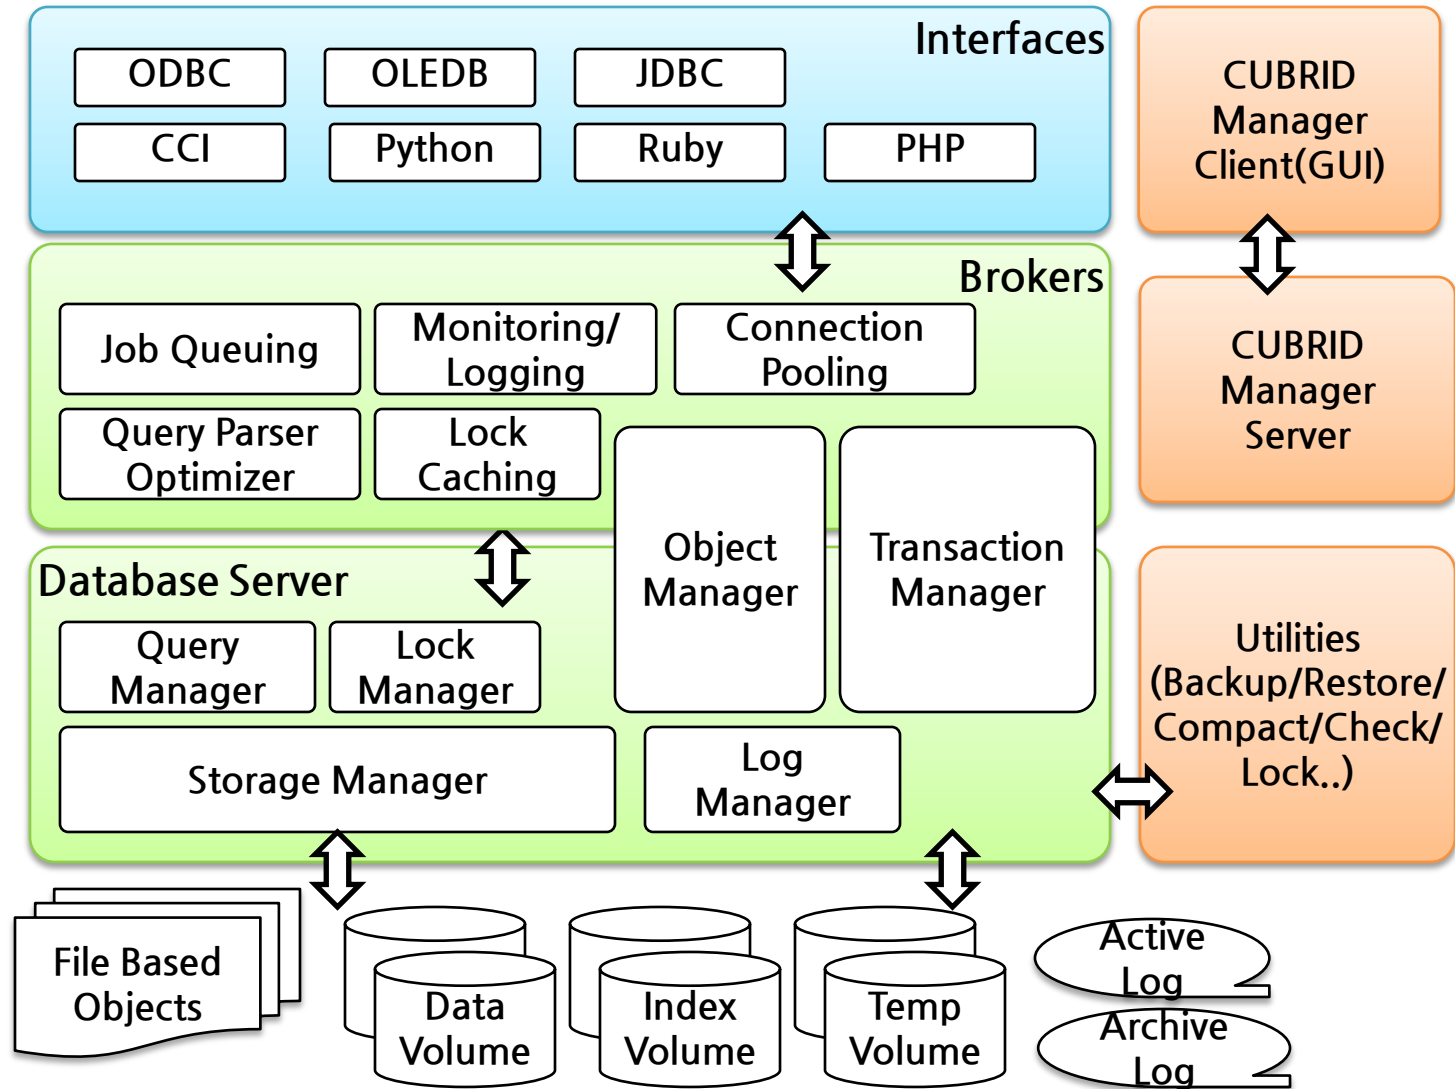 Interfaces
ODBC
OLEDB
JDBC
CCI
Python
Ruby
PHP
CUBRID
Manager
Client(GUI)
Brokers
Job Queuing
Monitoring/
Logging
Connection
Pooling
Query Parser
Optimizer
Lock
Caching
CUBRID
Manager
Server
Object
Manager
Transaction
Manager
Database Server
Query
Manager
Lock
Manager
Storage Manager
Log
Manager
Utilities
(Backup/Restore/
Compact/Check/
Lock..)
File Based
Objects
Data
Volume
Index
Volume
Temp
Volume
Active
Log
Archive
Log